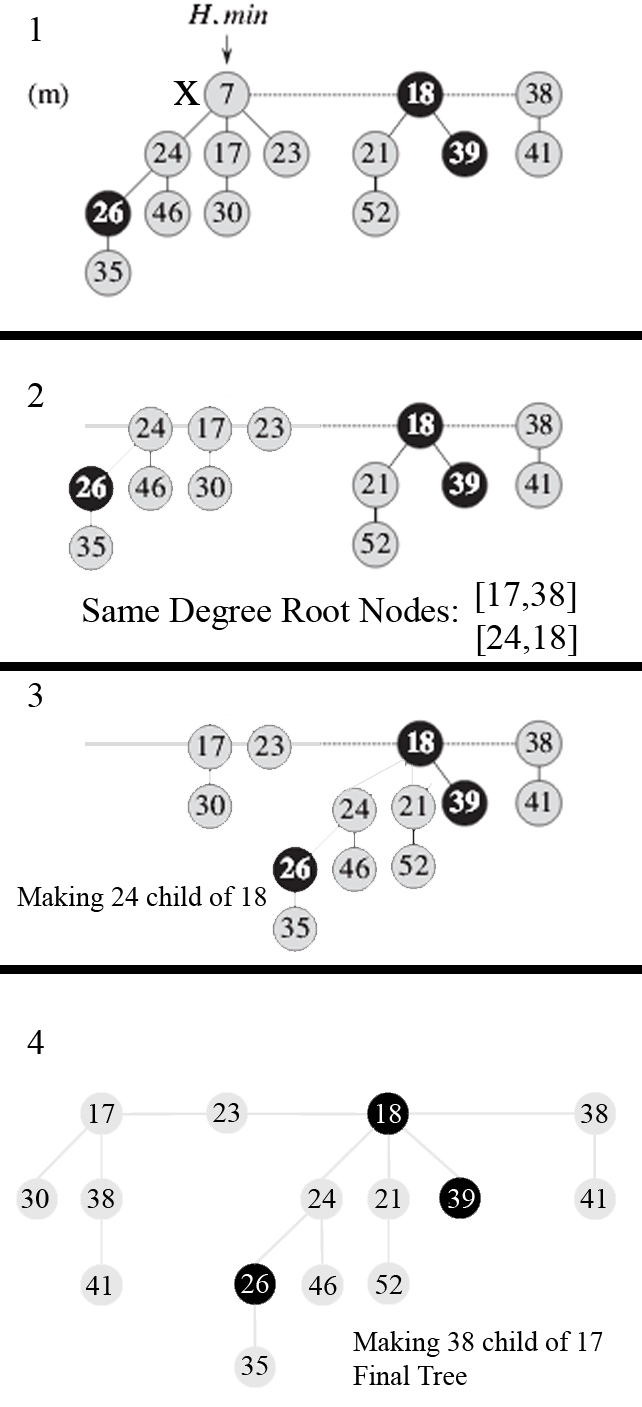 1
H.min
(m)
X 7 18 38
24 17 23 21 39 41
26 46 30 52
35
2
24 17 23 18 38
26 46 30 21 39 41
35 52
Same Degree Root Nodes: [17,38]
[24,18]
3
17 23 18 38
30 24 21 39 41
26 46 52
Making 24 child of 18
35
4
17 23 18 38
30 38 24 21 39 41
41 26 46 52
Making 38 child of 17
35
Final Tree